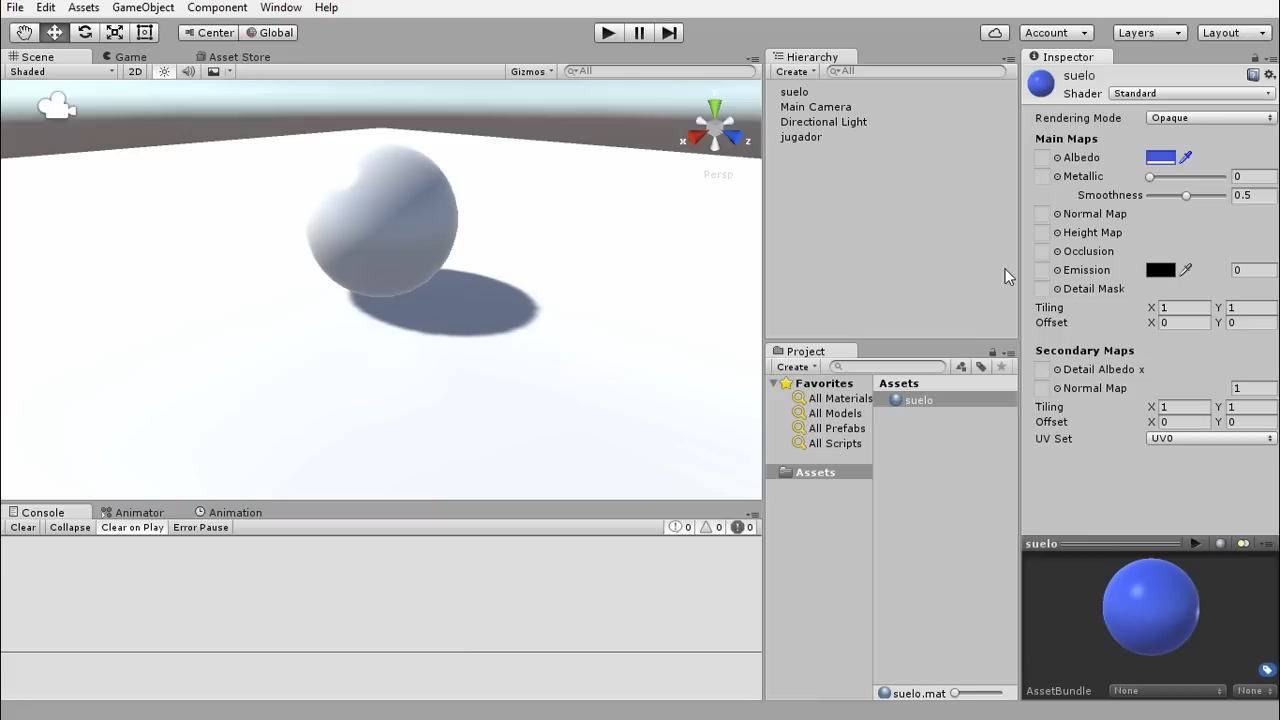 File Edit Assets GameObject Component Window Help
Center Global Account Layers Layout
Scene Game Asset Store
Shaded 2D Gizmos All
Y
x z
Persp
Hierarchy
Create All
suelo
Main Camera
Directional Light
jugador
Project
Create
Favorites
All Materials
All Models
All Prefabs
All Scripts
Assets
Assets
suelo
suelo.mat
Console Animator Animation
Clear Collapse Clear on Play Error Pause 0 0 0
Inspector
suelo
Shader Standard
Rendering Mode Opaque
Main Maps
Albedo
Metallic 0
Smoothness 0.5
Normal Map
Height Map
Occlusion
Emission 0
Detail Mask
Tiling X 1 Y 1
Offset X 0 Y 0
Secondary Maps
Detail Albedo x
Normal Map 1
Tiling X 1 Y 1
Offset X 0 Y 0
UV Set UV0
suelo
AssetBundle None None